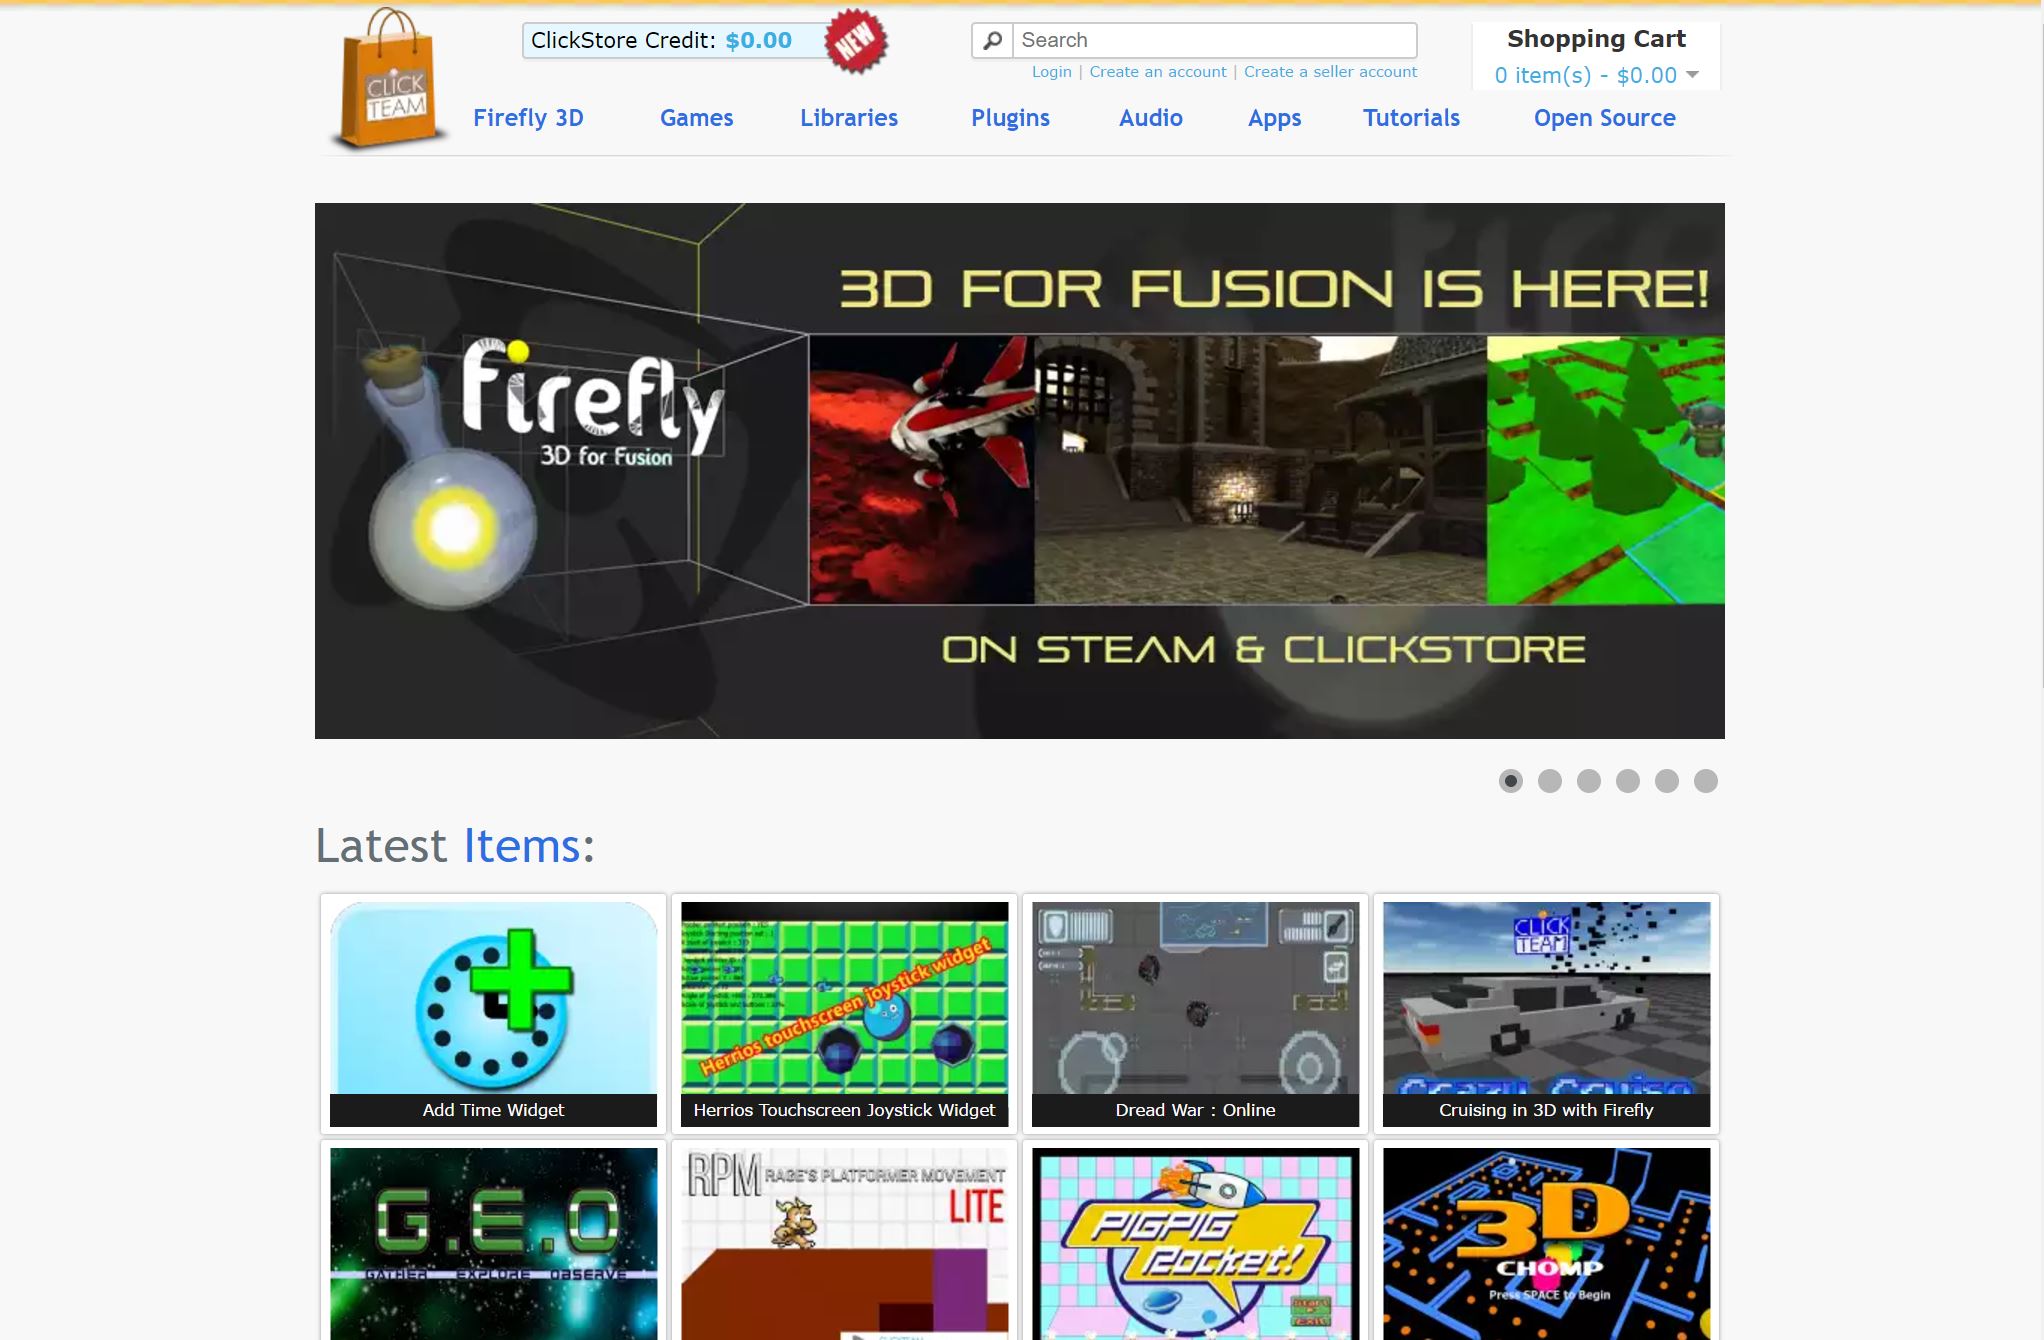 CLICK
TEAM
ClickStore Credit: $0.00
NEW
Search
Login | Create an account | Create a seller account
Shopping Cart
0 item(s) - $0.00
Firefly 3D
Games
Libraries
Plugins
Audio
Apps
Tutorials
Open Source
3D FOR FUSION IS HERE!
firefly
3D for Fusion
ON STEAM & CLICKSTORE
Latest Items:
Herrios touchscreen joystick widget
CLICK
TEAM
Crazy Cruise
Add Time Widget
Herrios Touchscreen Joystick Widget
Dread War : Online
Cruising in 3D with Firefly
G.E.O
GATHER EXPLORE OBSERVE
RPM RAGE'S PLATFORMER MOVEMENT
LITE
PIGPIG
Rocket!
START
EXIT
3D
CHOMP
Press SPACE to Begin